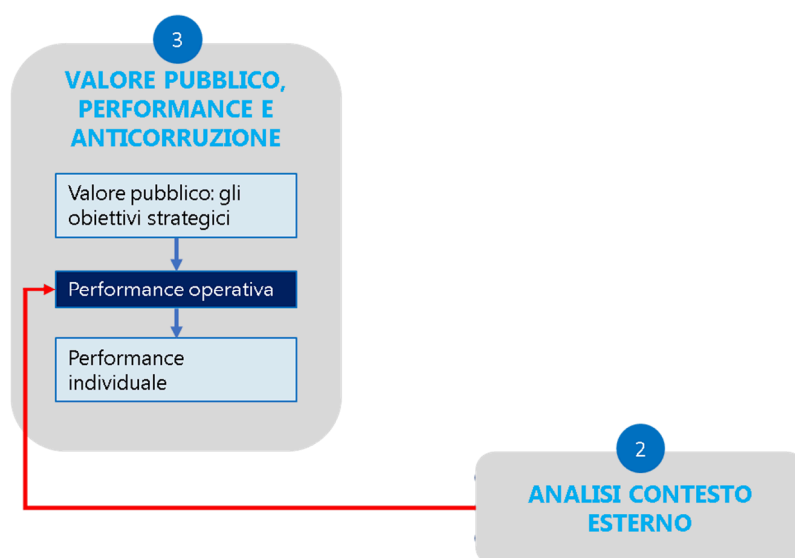 3
VALORE PUBBLICO,
PERFORMANCE E
ANTICORRUZIONE
Valore pubblico: gli
obiettivi strategici
Performance operativa
Performance
individuale
2
ANALISI CONTESTO
ESTERNO